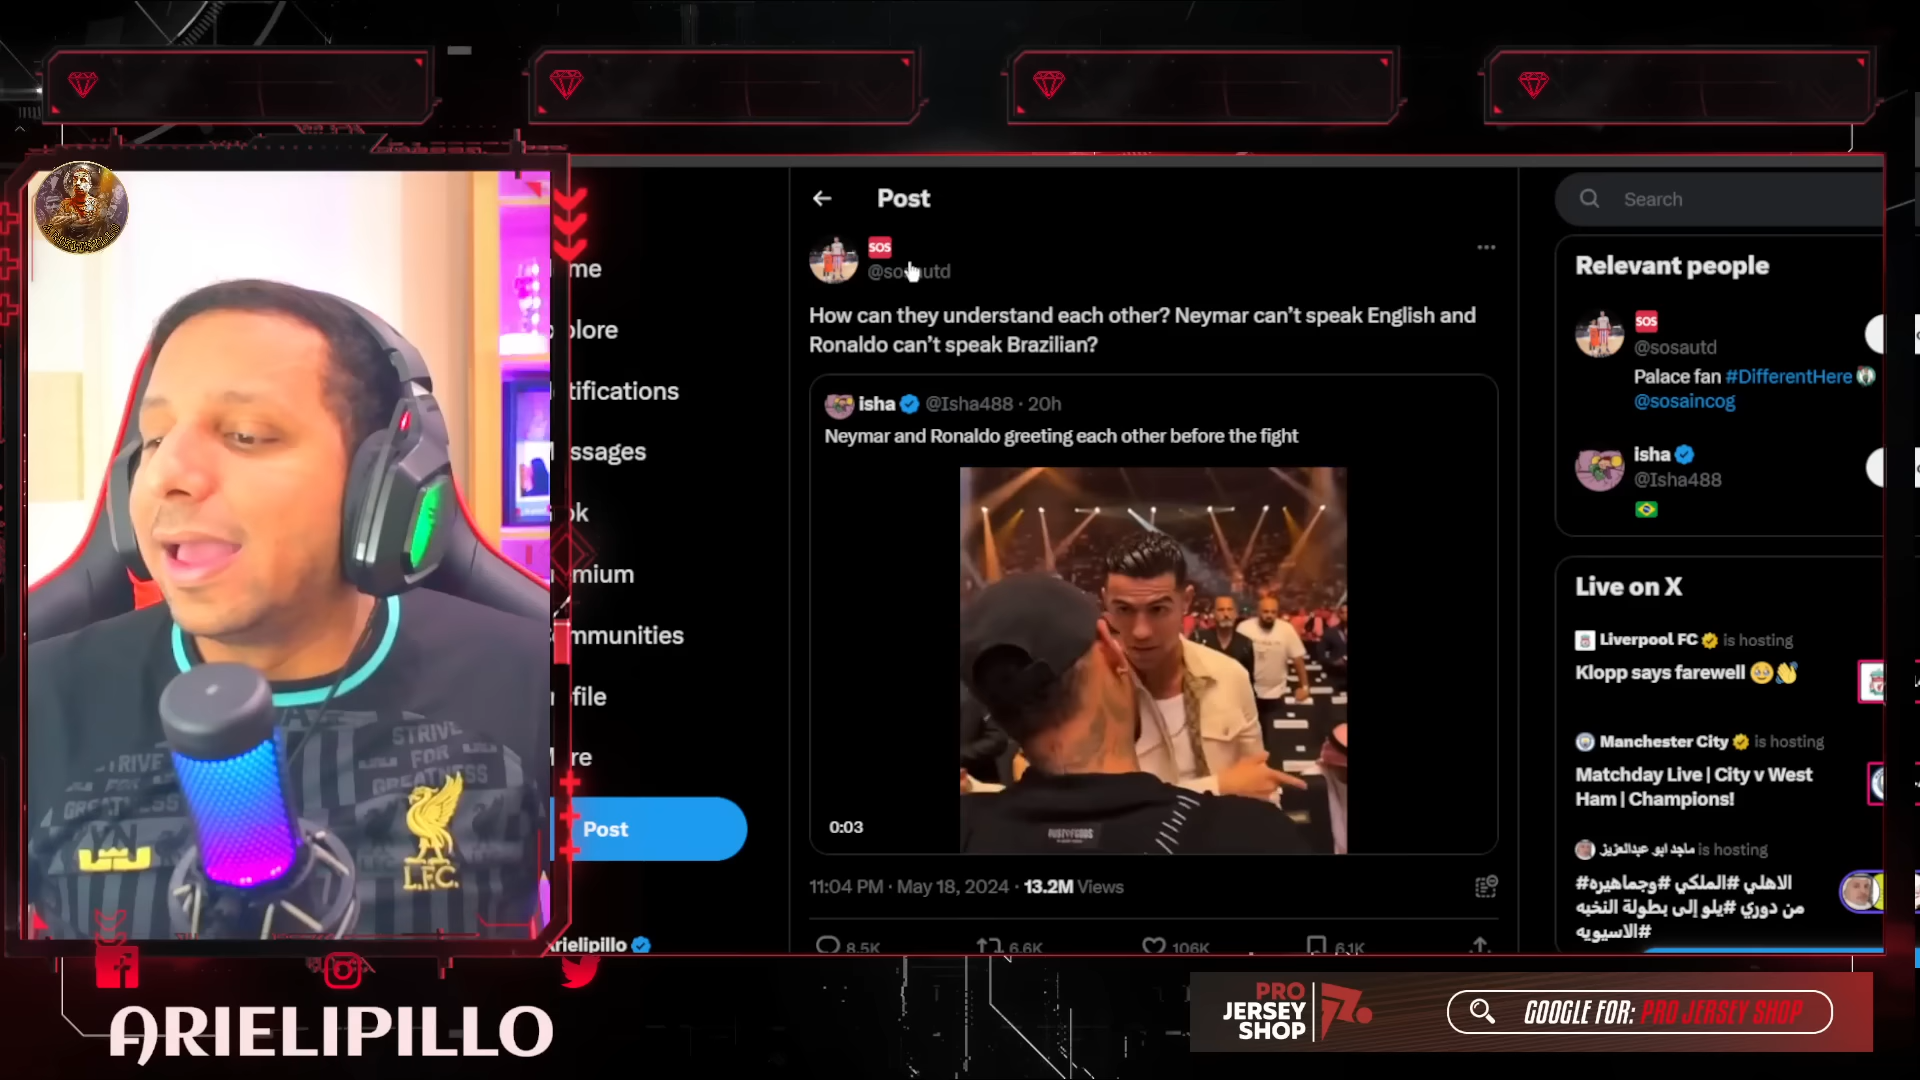 Post
SOS
@sosautd
How can they understand each other? Neymar can't speak English and
Ronaldo can't speak Brazilian?
isha @Isha488 · 20h
Neymar and Ronaldo greeting each other before the fight
0:03
11:04 PM · May 18, 2024 · 13.2M Views
8.5K 6.6K 106K 6.1K
me
lore
tifications
ssages
ok
mium
mmunities
file
re
Post
rielipillo
Search
Relevant people
SOS
@sosautd
Palace fan #DifferentHere
@sosaincog
isha
@Isha488
Live on X
Liverpool FC is hosting
Klopp says farewell
Manchester City is hosting
Matchday Live | City v West
Ham | Champions!
ماجد ابو عبدالعزيز is hosting
#الاهلي #الملكي #وجماهيره
من دوري #يلو إلى بطولة النخبه
#الاسيويه
STRIVE
FOR
GREATNESS
L.F.C.
ARIELIPILLO
PRO
JERSEY
SHOP
GOOGLE FOR: PRO JERSEY SHOP